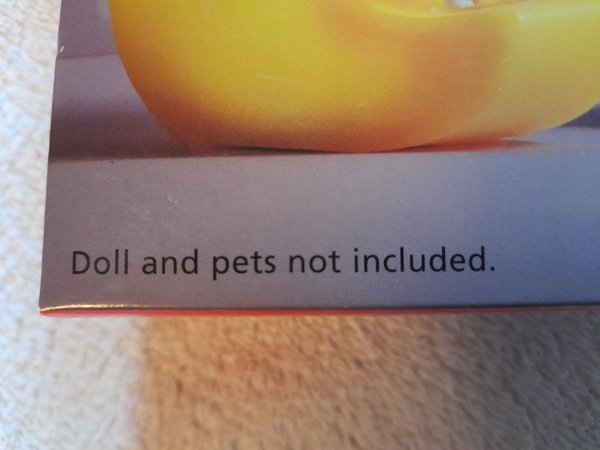 Doll and pets not included.